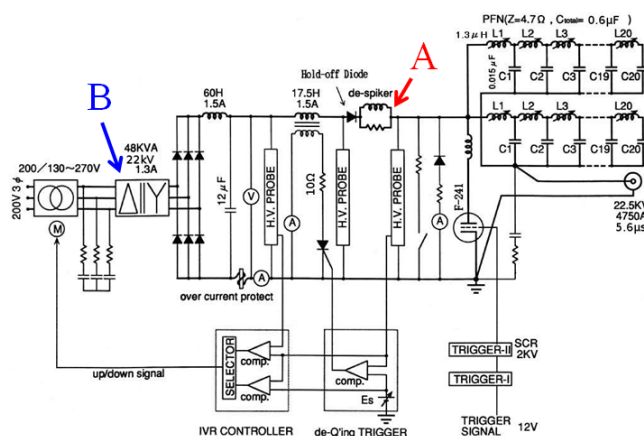 PFN(Z=4.7Ω, Ctotal= 0.6μF)
1.3μH
L1 L2 L3 L20
0.015μF
C1 C2 C3 C19 C20
A
Hold-off Diode
de-spiker
60H
1.5A
17.5H
1.5A
L1 L2 L3 L20
C1 C2 C3 C19 C20
B
48KVA
22kV
1.3A
200/130～270V
200V 3φ
Δ Y
M
12μF
V
H.V. PROBE
A
10Ω
H.V. PROBE
H.V. PROBE
A
F-241
22.5KV
4750A
5.6μs
A
over current protect
up/down signal
SELECTOR
comp.
comp.
comp.
Es
IVR CONTROLLER
de-Q'ing TRIGGER
TRIGGER-II
SCR
2KV
TRIGGER-I
TRIGGER
SIGNAL
12V